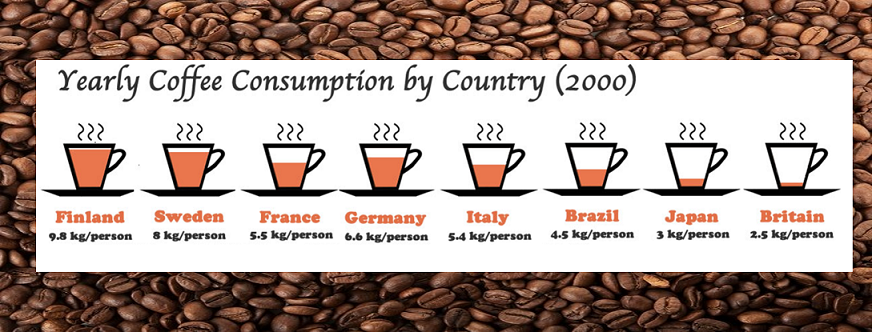 Yearly Coffee Consumption by Country (2000)
Finland Sweden France Germany Italy Brazil Japan Britain
9.8 kg/person 8 kg/person 5.5 kg/person 6.6 kg/person 5.4 kg/person 4.5 kg/person 3 kg/person 2.5 kg/person